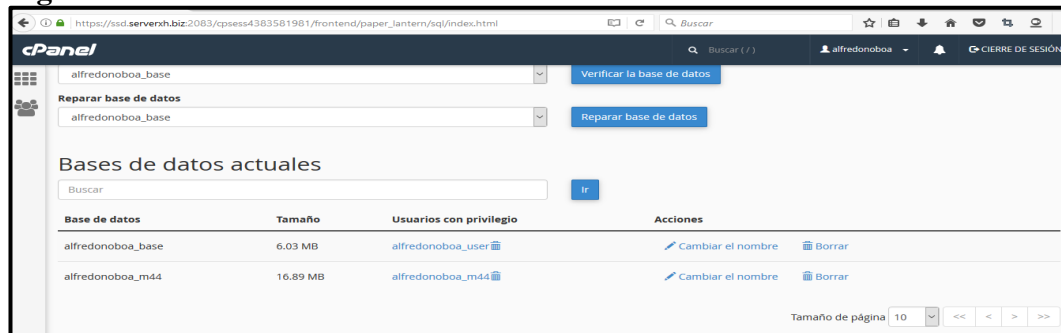 https://ssd.serverxh.biz:2083/cpsess4383581981/frontend/paper_lantern/sql/index.html Buscar
cPanel Buscar ( / ) alfredonoboa CIERRE DE SESIÓN
alfredonoboa_base Verificar la base de datos
Reparar base de datos
alfredonoboa_base Reparar base de datos
Bases de datos actuales
Buscar Ir
Base de datos Tamaño Usuarios con privilegio Acciones
alfredonoboa_base 6.03 MB alfredonoboa_user Cambiar el nombre Borrar
alfredonoboa_m44 16.89 MB alfredonoboa_m44 Cambiar el nombre Borrar
Tamaño de página 10 << < > >>